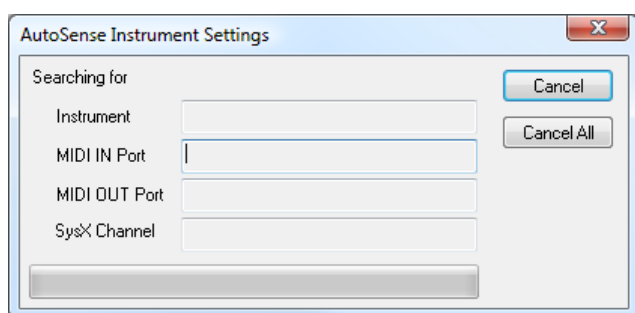 AutoSense Instrument Settings
Searching for
Cancel
Instrument
Cancel All
MIDI IN Port
MIDI OUT Port
SysX Channel